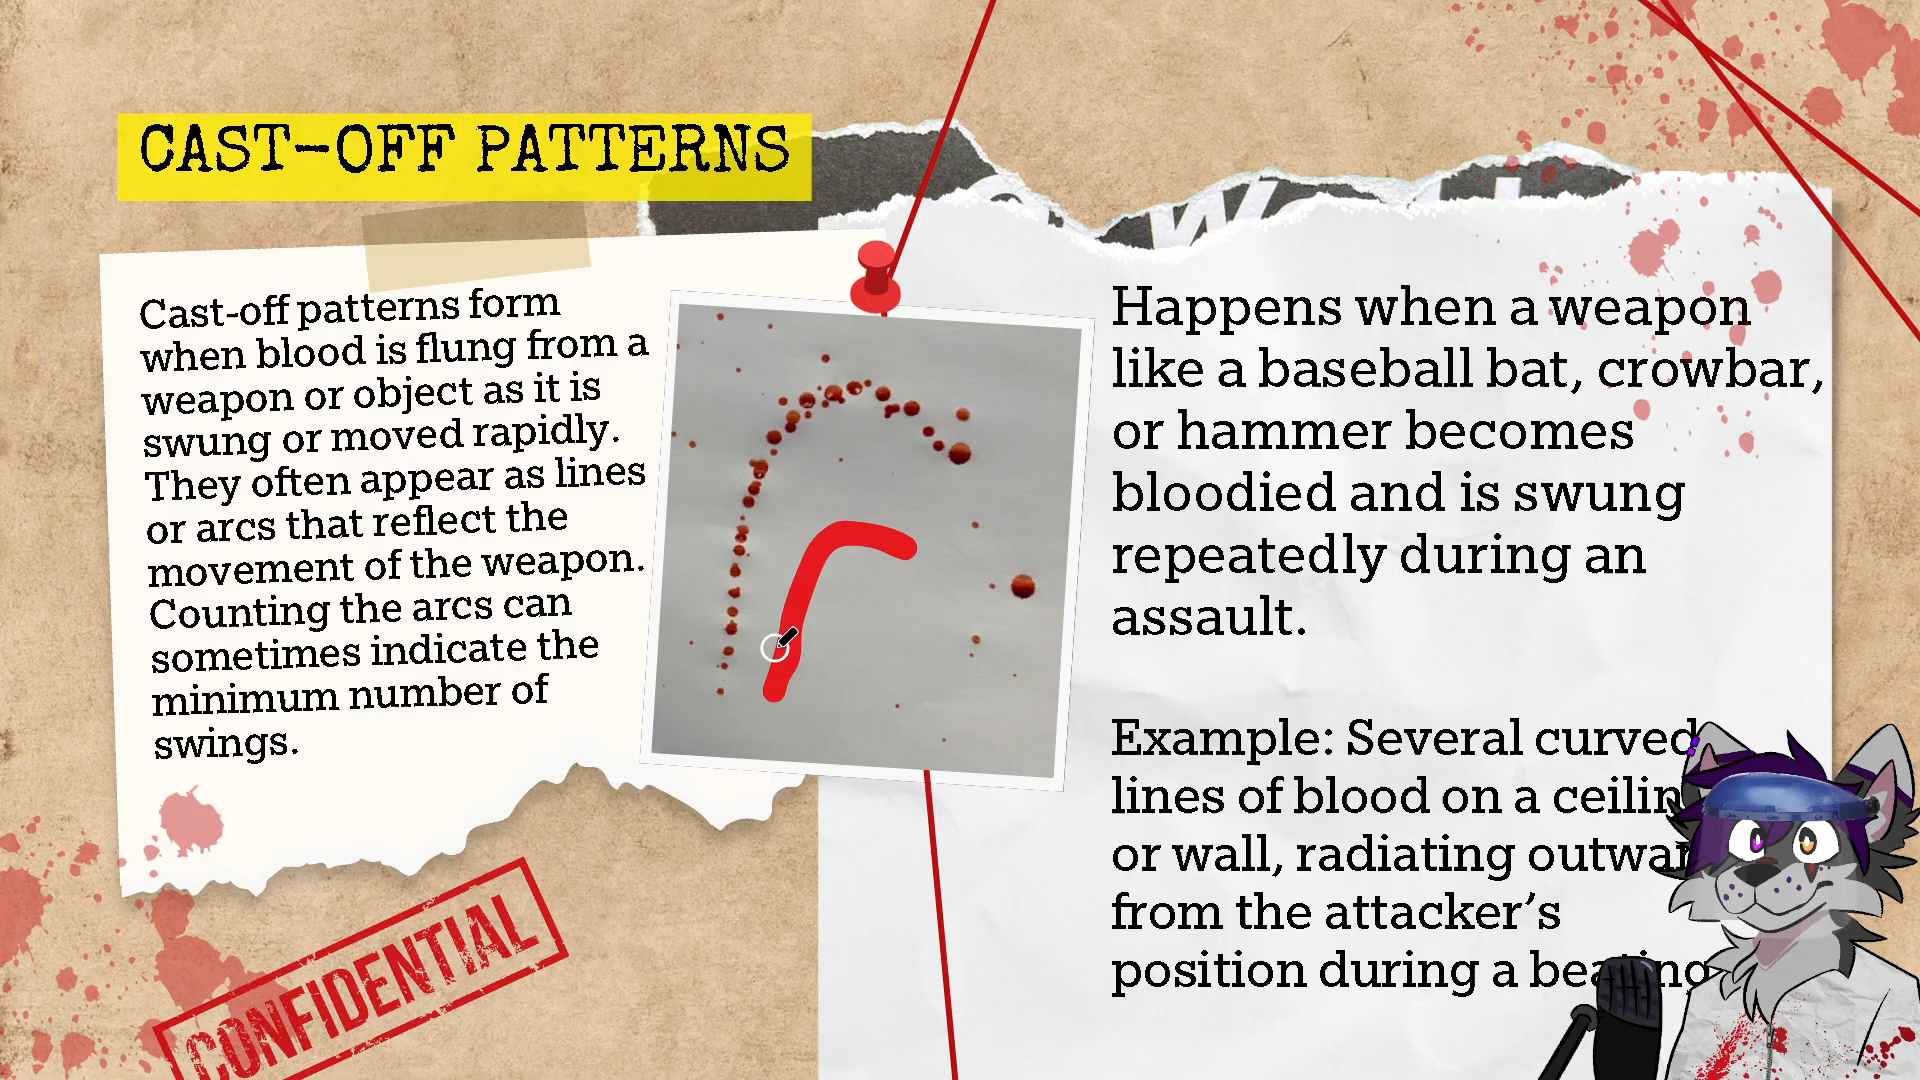 CAST-OFF PATTERNS
Cast-off patterns form
when blood is flung from a
weapon or object as it is
swung or moved rapidly.
They often appear as lines
or arcs that reflect the
movement of the weapon.
Counting the arcs can
sometimes indicate the
minimum number of
swings.
Happens when a weapon
like a baseball bat, crowbar,
or hammer becomes
bloodied and is swung
repeatedly during an
assault.
Example: Several curved
lines of blood on a ceilin
or wall, radiating outwar
from the attacker’s
position during a beating
CONFIDENTIAL